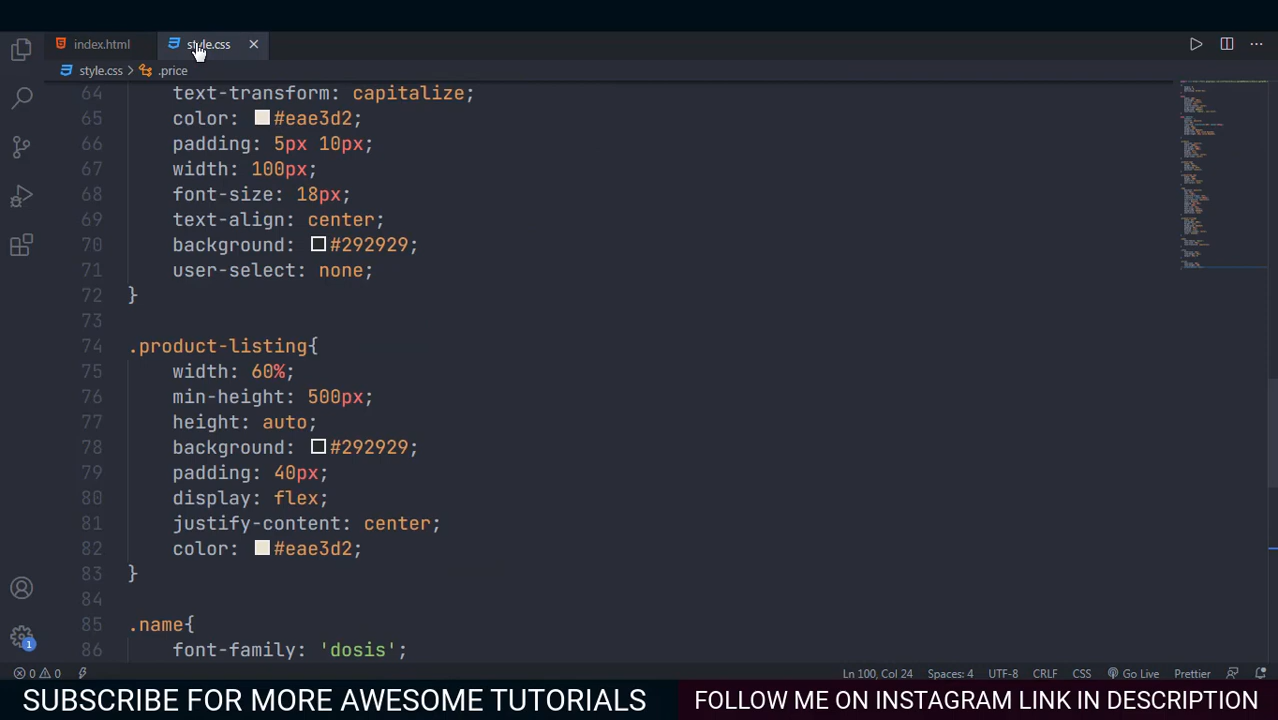 index.html
style.css
style.css
.price
64 text-transform: capitalize;
65 color: #eae3d2;
66 padding: 5px 10px;
67 width: 100px;
68 font-size: 18px;
69 text-align: center;
70 background: #292929;
71 user-select: none;
72 }
73
74 .product-listing{
75 width: 60%;
76 min-height: 500px;
77 height: auto;
78 background: #292929;
79 padding: 40px;
80 display: flex;
81 justify-content: center;
82 color: #eae3d2;
83 }
84
85 .name{
86 font-family: 'dosis';
1
0 0 Ln 100, Col 24 Spaces: 4 UTF-8 CRLF CSS Go Live Prettier
SUBSCRIBE FOR MORE AWESOME TUTORIALS
FOLLOW ME ON INSTAGRAM LINK IN DESCRIPTION